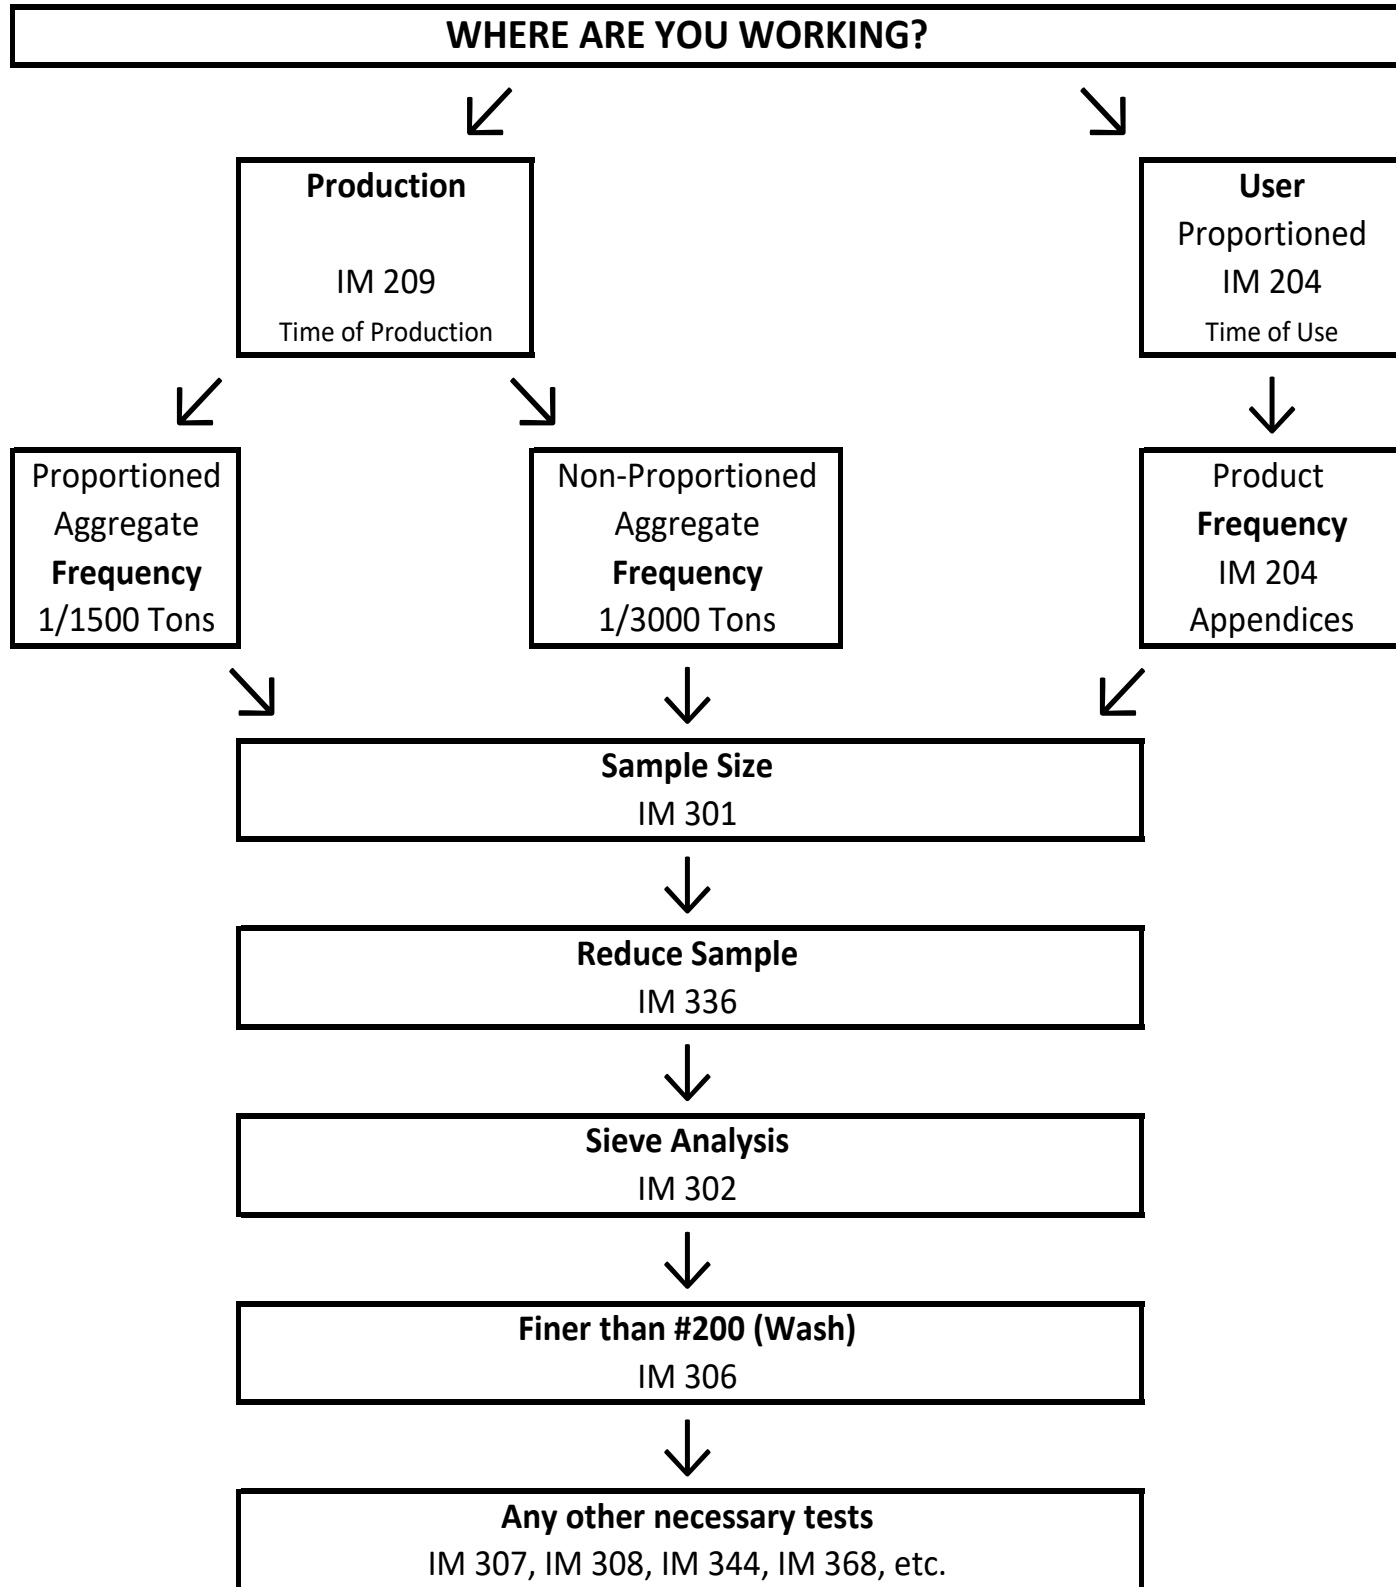 WHERE ARE YOU WORKING?
Production
IM 209
Time of Production
User
Proportioned
IM 204
Time of Use
Proportioned
Aggregate
Frequency
1/1500 Tons
Non-Proportioned
Aggregate
Frequency
1/3000 Tons
Product
Frequency
IM 204
Appendices
Sample Size
IM 301
Reduce Sample
IM 336
Sieve Analysis
IM 302
Finer than #200 (Wash)
IM 306
Any other necessary tests
IM 307, IM 308, IM 344, IM 368, etc.